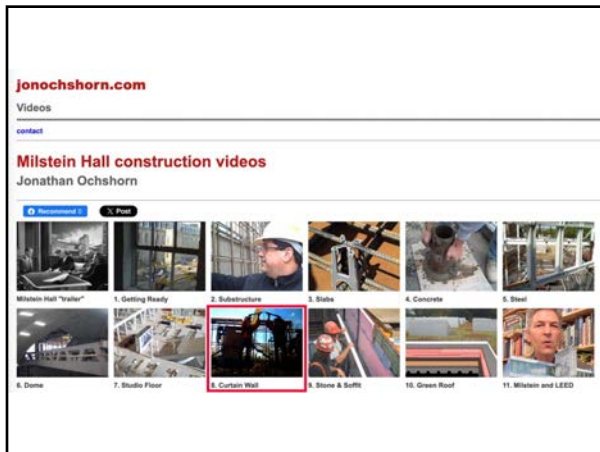 jonochshorn.com
Videos
contact
Milstein Hall construction videos
Jonathan Ochshorn
Recommend 0 X Post
Milstein Hall "trailer" 1. Getting Ready 2. Substructure 3. Slabs 4. Concrete 5. Steel
6. Dome 7. Studio Floor 8. Curtain Wall 9. Stone & Soffit 10. Green Roof 11. Milstein and LEED